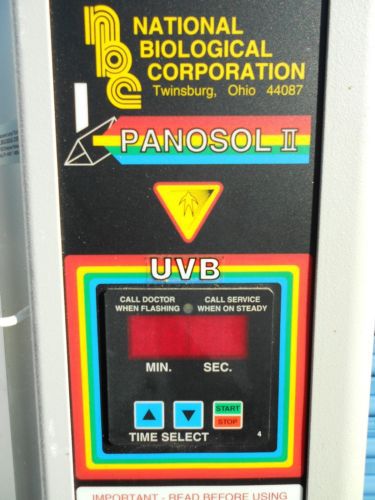 nbc
NATIONAL
BIOLOGICAL
CORPORATION
Twinsburg, Ohio 44087
PANOSOL II
UVB
CALL DOCTOR
WHEN FLASHING
CALL SERVICE
WHEN ON STEADY
MIN. SEC.
START
STOP
TIME SELECT
4
IMPORTANT - READ BEFORE USING